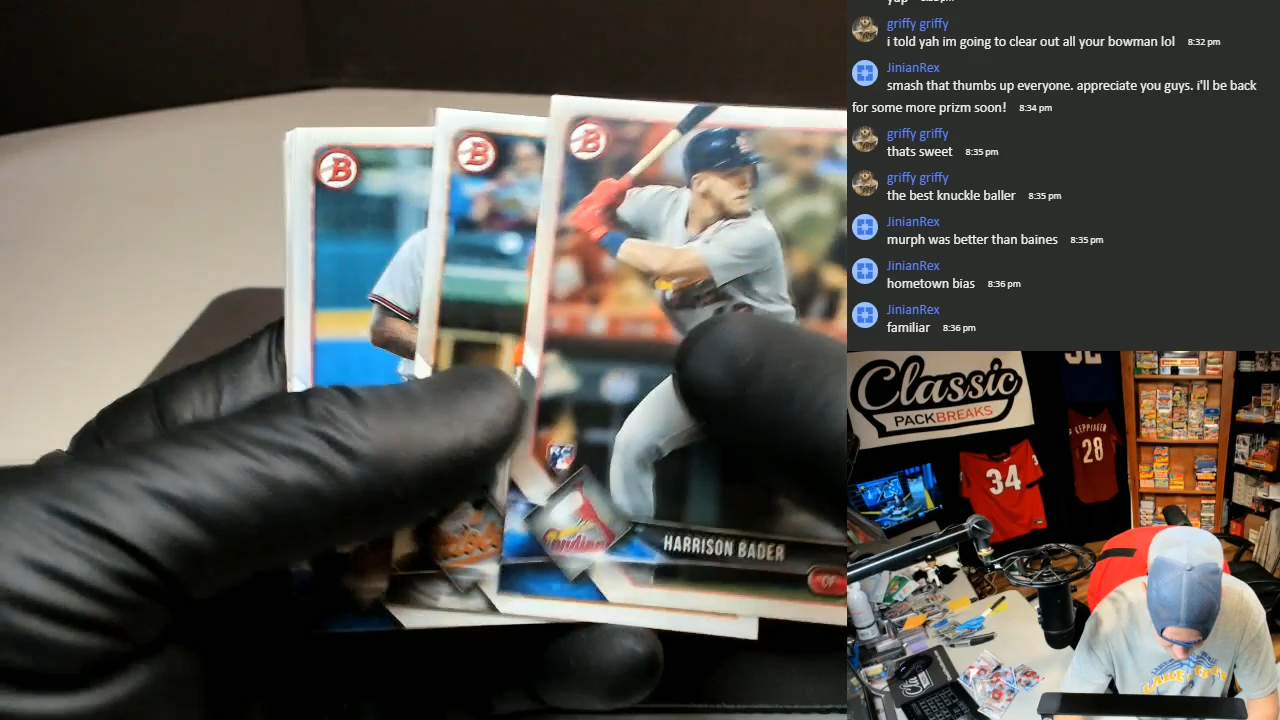 yup
griffy griffy
i told yah im going to clear out all your bowman lol 8:32 pm
JinianRex
smash that thumbs up everyone. appreciate you guys. i'll be back
for some more prizm soon! 8:34 pm
griffy griffy
thats sweet 8:35 pm
griffy griffy
the best knuckle baller 8:35 pm
JinianRex
murph was better than baines 8:35 pm
JinianRex
hometown bias 8:36 pm
JinianRex
familiar 8:36 pm
B
B
B
RC
Cardinals
HARRISON BADER
OF
Classic
PACKBREAKS
LEPPINGER
28
34